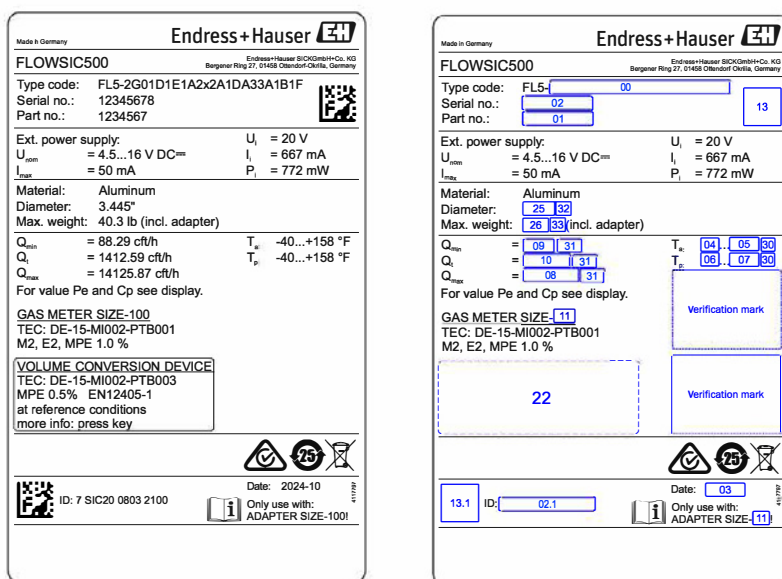 Made in Germany
Endress+Hauser EH
FLOWSIC500
Endress+Hauser SICKGmbH+Co. KG
Bergener Ring 27, 01458 Ottendorf-Okrilla, Germany
Type code: FL5-2G01D1E1A2x2A1DA33A1B1F
Serial no.: 12345678
Part no.: 1234567
Ext. power supply: Ui = 20 V
Unom = 4.5...16 V DC⎓ Ii = 667 mA
Imax = 50 mA Pi = 772 mW
Material: Aluminum
Diameter: 3.445"
Max. weight: 40.3 lb (incl. adapter)
Qmin = 88.29 cft/h Ta: -40...+158 °F
Qt = 1412.59 cft/h Tp: -40...+158 °F
Qmax = 14125.87 cft/h
For value Pe and Cp see display.
GAS METER SIZE-100
TEC: DE-15-MI002-PTB001
M2, E2, MPE 1.0 %
VOLUME CONVERSION DEVICE
TEC: DE-15-MI002-PTB003
MPE 0.5% EN12405-1
at reference conditions
more info: press key
25
ID: 7 SIC20 0803 2100
Date: 2024-10
Only use with:
ADAPTER SIZE-100!
Made in Germany
Endress+Hauser EH
FLOWSIC500
Endress+Hauser SICKGmbH+Co. KG
Bergener Ring 27, 01458 Ottendorf-Okrilla, Germany
Type code: FL5- 00
Serial no.: 02
Part no.: 01
13
Ext. power supply: Ui = 20 V
Unom = 4.5...16 V DC⎓ Ii = 667 mA
Imax = 50 mA Pi = 772 mW
Material: Aluminum
Diameter: 25 32
Max. weight: 26 33 (incl. adapter)
Qmin = 09 31 Ta: 04...05 30
Qt = 10 31 Tp: 06...07 30
Qmax = 08 31
For value Pe and Cp see display.
Verification mark
GAS METER SIZE-11
TEC: DE-15-MI002-PTB001
M2, E2, MPE 1.0 %
22
Verification mark
25
13.1 ID: 02.1
Date: 03
Only use with:
ADAPTER SIZE-11!